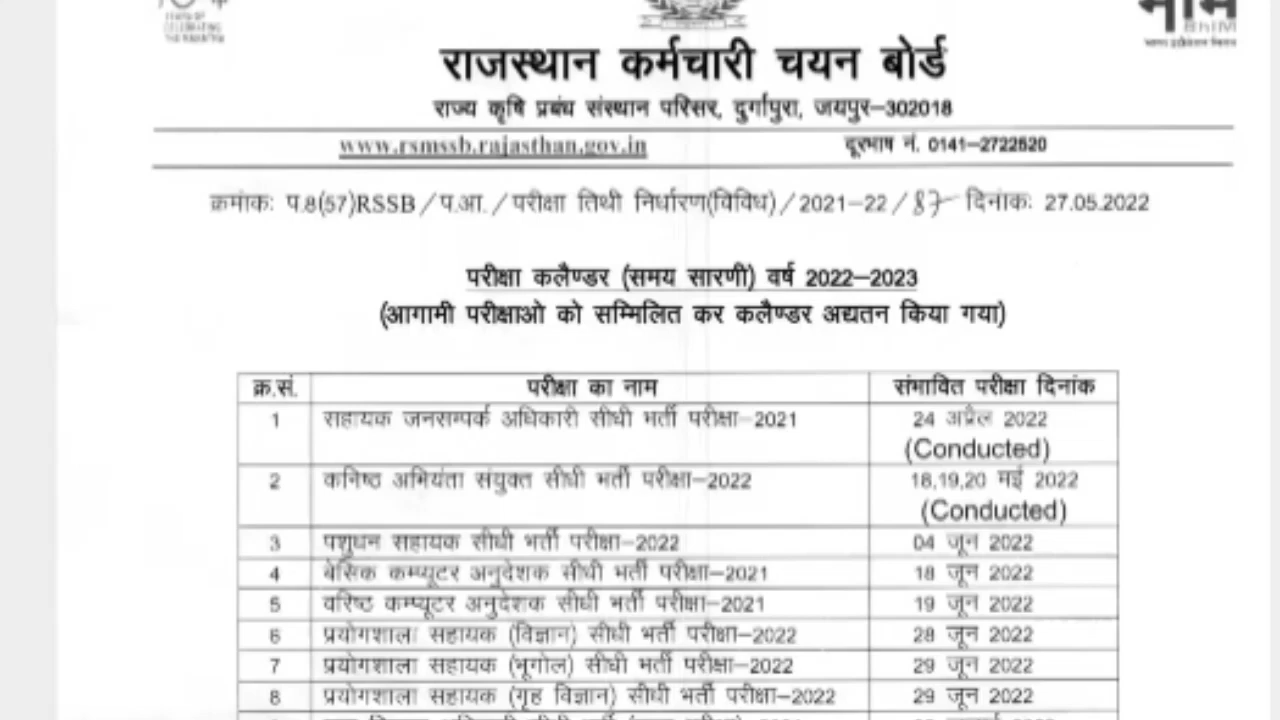 राजस्थान कर्मचारी चयन बोर्ड
राज्य कृषि प्रबंध संस्थान परिसर, दुर्गापुरा, जयपुर–302018
www.rsmssb.rajasthan.gov.in दूरभाष नं. 0141–2722520
क्रमांकः प.8(57)RSSB/प.आ./परीक्षा तिथी निर्धारण(विविध)/2021–22/87 दिनांकः 27.05.2022
परीक्षा कलैण्डर (समय सारणी) वर्ष 2022–2023
(आगामी परीक्षाओ को सम्मिलित कर कलैण्डर अद्यतन किया गया)
क्र.सं. परीक्षा का नाम संभावित परीक्षा दिनांक
1 सहायक जनसम्पर्क अधिकारी सीधी भर्ती परीक्षा–2021 24 अप्रैल 2022
(Conducted)
2 कनिष्ठ अभियंता संयुक्त सीधी भर्ती परीक्षा–2022 18,19,20 मई 2022
(Conducted)
3 पशुधन सहायक सीधी भर्ती परीक्षा–2022 04 जून 2022
4 बेसिक कम्प्यूटर अनुदेशक सीधी भर्ती परीक्षा–2021 18 जून 2022
5 वरिष्ठ कम्प्यूटर अनुदेशक सीधी भर्ती परीक्षा–2021 19 जून 2022
6 प्रयोगशाला सहायक (विज्ञान) सीधी भर्ती परीक्षा–2022 28 जून 2022
7 प्रयोगशाला सहायक (भूगोल) सीधी भर्ती परीक्षा–2022 29 जून 2022
8 प्रयोगशाला सहायक (गृह विज्ञान) सीधी भर्ती परीक्षा–2022 29 जून 2022